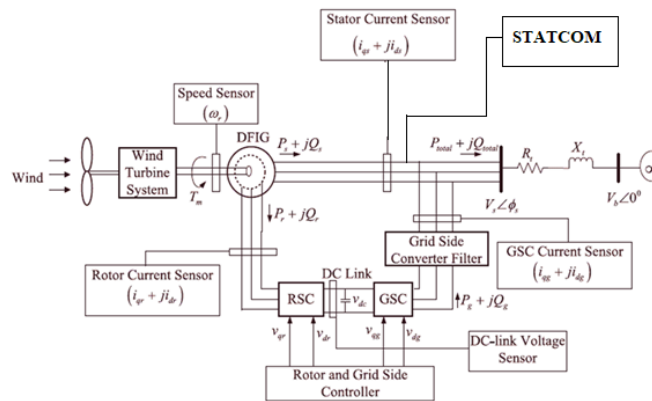 Stator Current Sensor
(i_qs + ji_ds)
STATCOM
Speed Sensor
(ω_r)
DFIG
P_s + jQ_s
P_total + jQ_total
R_t
X_t
Wind
Wind
Turbine
System
T_m
P_r + jQ_r
V_s∠ϕ_s
V_b∠0⁰
Rotor Current Sensor
(i_qr + ji_dr)
Grid Side
Converter Filter
GSC Current Sensor
(i_qg + ji_dg)
DC Link
RSC
v_dc
GSC
P_g + jQ_g
v_qr
v_dr
v_qg
v_dg
DC-link Voltage
Sensor
Rotor and Grid Side
Controller